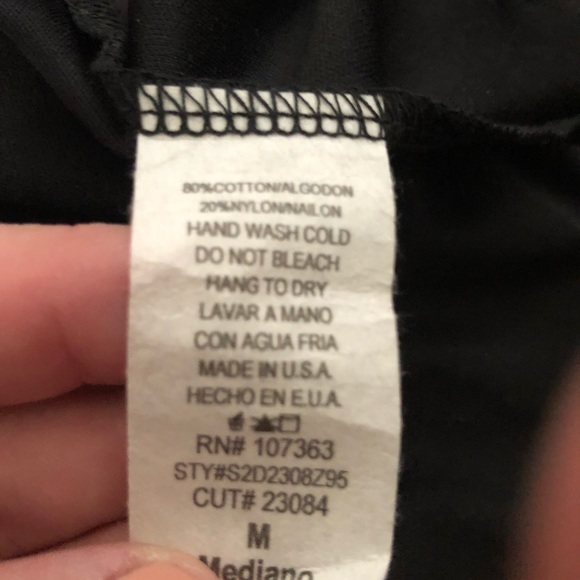 80%COTTON/ALGODON
20%NYLON/NAILON
HAND WASH COLD
DO NOT BLEACH
HANG TO DRY
LAVAR A MANO
CON AGUA FRIA
MADE IN U.S.A.
HECHO EN E.U.A.
RN# 107363
STY#S2D2308Z95
CUT# 23084
M
Mediano